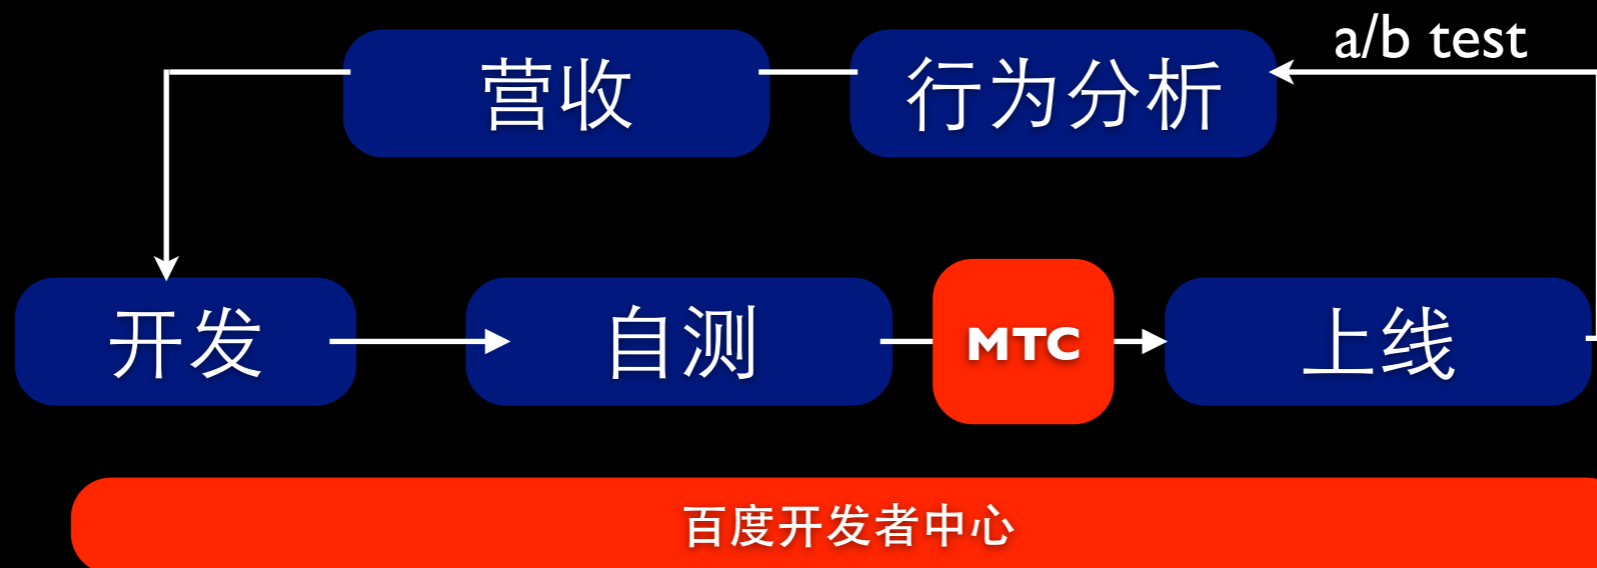 a/b test
营收
行为分析
开发
自测
MTC
上线
百度开发者中心